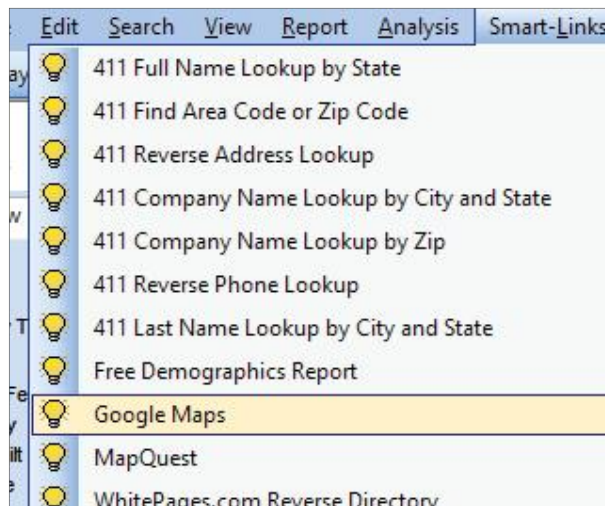 Edit Search View Report Analysis Smart-Links
411 Full Name Lookup by State
411 Find Area Code or Zip Code
411 Reverse Address Lookup
411 Company Name Lookup by City and State
411 Company Name Lookup by Zip
411 Reverse Phone Lookup
411 Last Name Lookup by City and State
Free Demographics Report
Google Maps
MapQuest
WhitePages.com Reverse Directory